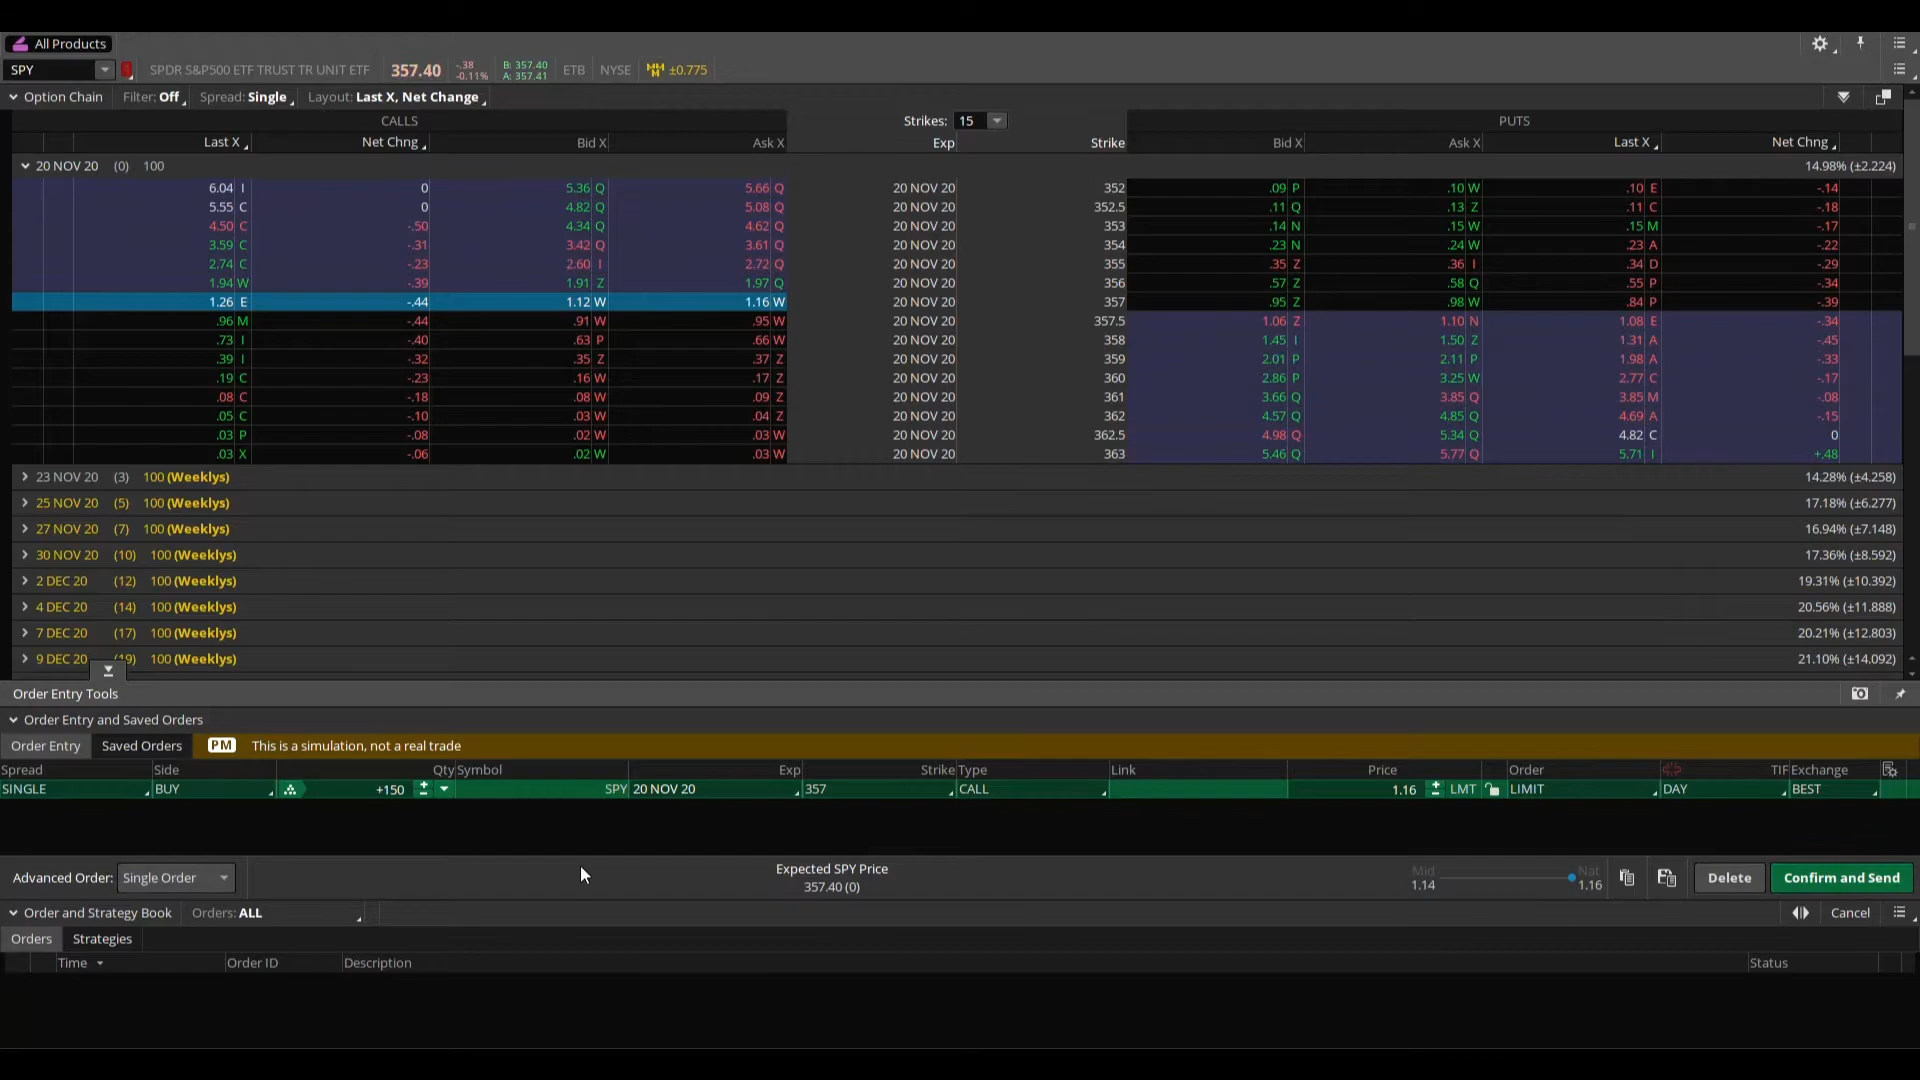 All Products
SPY SPDR S&P500 ETF TRUST TR UNIT ETF 357.40 -.38 -0.11% B: 357.40 A: 357.41 ETB NYSE ±0.775
Option Chain Filter: Off Spread: Single Layout: Last X, Net Change
CALLS Strikes: 15 PUTS
Last X Net Chng Bid X Ask X Exp Strike Bid X Ask X Last X Net Chng
20 NOV 20 (0) 100 14.98% (±2.224)
6.04 I 0 5.36 Q 5.66 Q 20 NOV 20 352 .09 P .10 W .10 E -.14
5.55 C 0 4.82 Q 5.08 Q 20 NOV 20 352.5 .11 Q .13 Z .11 C -.18
4.50 C -.50 4.34 Q 4.62 Q 20 NOV 20 353 .14 N .15 W .15 M -.17
3.59 C -.31 3.42 Q 3.61 Q 20 NOV 20 354 .23 N .24 W .23 A -.22
2.74 C -.23 2.60 I 2.72 Q 20 NOV 20 355 .35 Z .36 I .34 D -.29
1.94 W -.39 1.91 Z 1.97 Q 20 NOV 20 356 .57 Z .58 Q .55 P -.34
1.26 E -.44 1.12 W 1.16 W 20 NOV 20 357 .95 Z .98 W .84 P -.39
.96 M -.44 .91 W .95 W 20 NOV 20 357.5 1.06 Z 1.10 N 1.08 E -.34
.73 I -.40 .63 P .66 W 20 NOV 20 358 1.45 I 1.50 Z 1.31 A -.45
.39 I -.32 .35 Z .37 Z 20 NOV 20 359 2.01 P 2.11 P 1.98 A -.33
.19 C -.23 .16 W .17 Z 20 NOV 20 360 2.86 P 3.25 W 2.77 C -.17
.08 C -.18 .08 W .09 Z 20 NOV 20 361 3.66 Q 3.85 Q 3.85 M -.08
.05 C -.10 .03 W .04 Z 20 NOV 20 362 4.57 Q 4.85 Q 4.69 A -.15
.03 P -.08 .02 W .03 W 20 NOV 20 362.5 4.98 Q 5.34 Q 4.82 C 0
.03 X -.06 .02 W .03 W 20 NOV 20 363 5.46 Q 5.77 Q 5.71 I +.48
23 NOV 20 (3) 100 (Weeklys) 14.28% (±4.258)
25 NOV 20 (5) 100 (Weeklys) 17.18% (±6.277)
27 NOV 20 (7) 100 (Weeklys) 16.94% (±7.148)
30 NOV 20 (10) 100 (Weeklys) 17.36% (±8.592)
2 DEC 20 (12) 100 (Weeklys) 19.31% (±10.392)
4 DEC 20 (14) 100 (Weeklys) 20.56% (±11.888)
7 DEC 20 (17) 100 (Weeklys) 20.21% (±12.803)
9 DEC 20 (19) 100 (Weeklys) 21.10% (±14.092)
Order Entry Tools
Order Entry and Saved Orders
Order Entry Saved Orders PM This is a simulation, not a real trade
Spread Side Qty Symbol Exp Strike Type Link Price Order TIF Exchange
SINGLE BUY +150 SPY 20 NOV 20 357 CALL 1.16 LMT LIMIT DAY BEST
Advanced Order: Single Order Expected SPY Price 357.40 (0) Mid 1.14 Nat 1.16 Delete Confirm and Send
Order and Strategy Book Orders: ALL Cancel
Orders Strategies
Time Order ID Description Status